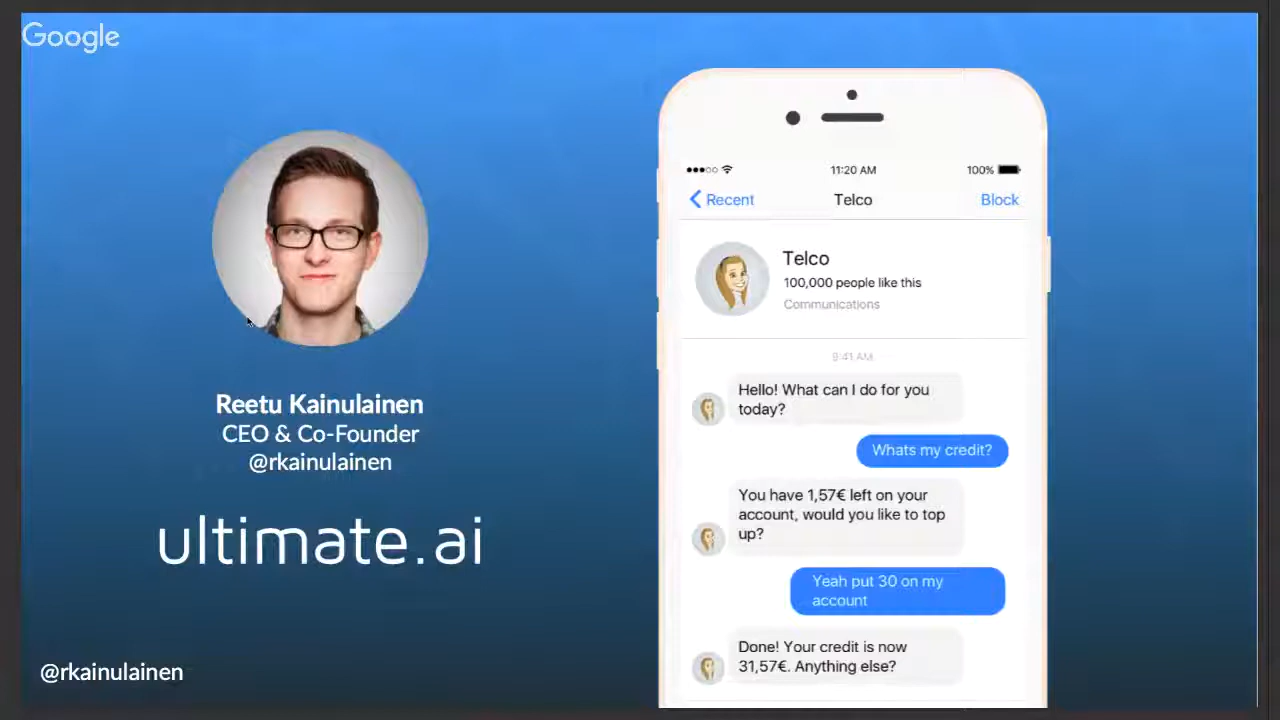 Google
Reetu Kainulainen
CEO & Co-Founder
@rkainulainen
ultimate.ai
@rkainulainen
11:20 AM
100%
Recent
Telco
Block
Telco
100,000 people like this
Communications
9:41 AM
Hello! What can I do for you
today?
Whats my credit?
You have 1,57€ left on your
account, would you like to top
up?
Yeah put 30 on my
account
Done! Your credit is now
31,57€. Anything else?